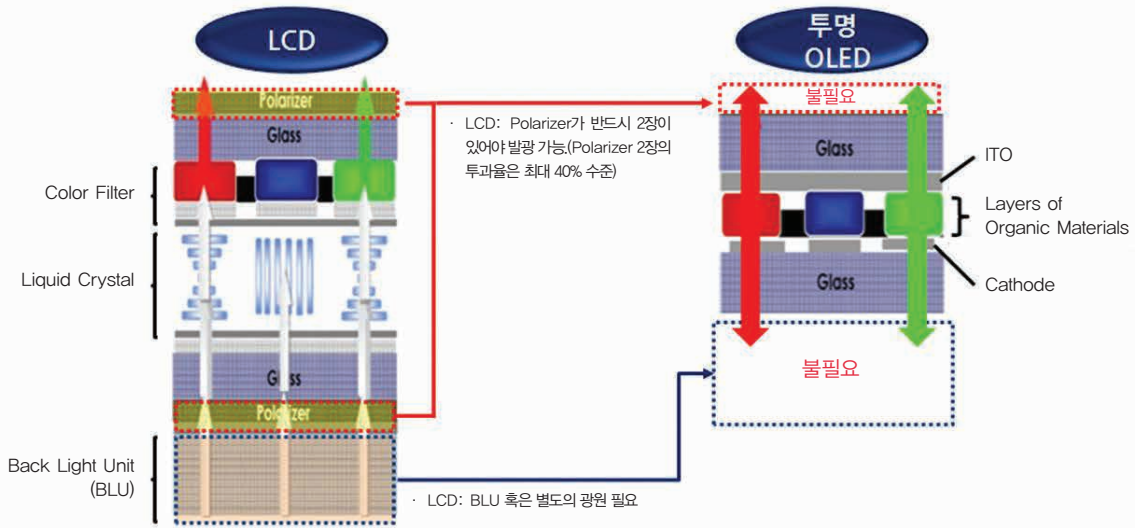 LCD
투명
OLED
Polarizer
불필요
Glass
· LCD: Polarizer가 반드시 2장이
있어야 발광 가능.(Polarizer 2장의
투과율은 최대 40% 수준)
Glass
ITO
Color Filter
Layers of
Organic Materials
Liquid Crystal
Glass
Cathode
Glass
불필요
Polarizer
Back Light Unit
(BLU)
· LCD: BLU 혹은 별도의 광원 필요